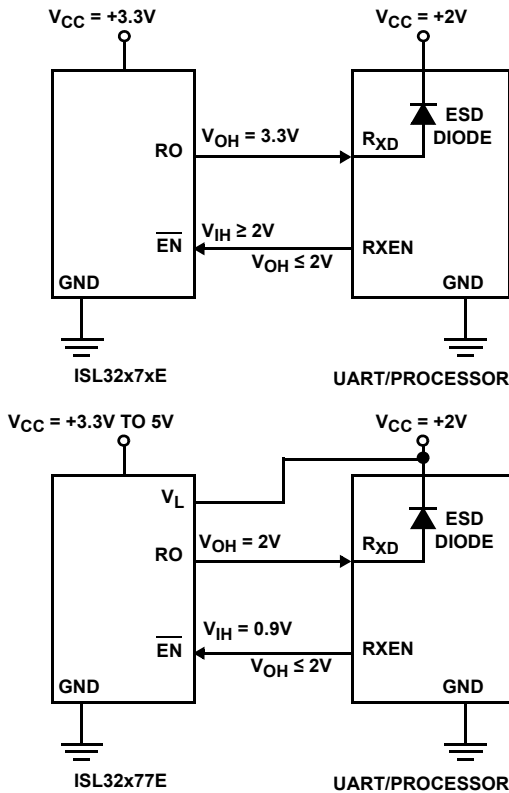 V_CC = +3.3V
V_CC = +2V
RO
V_OH = 3.3V
R_XD
ESD
DIODE
EN
V_IH ≥ 2V
V_OH ≤ 2V
RXEN
GND
GND
ISL32x7xE
UART/PROCESSOR
V_CC = +3.3V TO 5V
V_CC = +2V
V_L
RO
V_OH = 2V
R_XD
ESD
DIODE
EN
V_IH = 0.9V
V_OH ≤ 2V
RXEN
GND
GND
ISL32x77E
UART/PROCESSOR